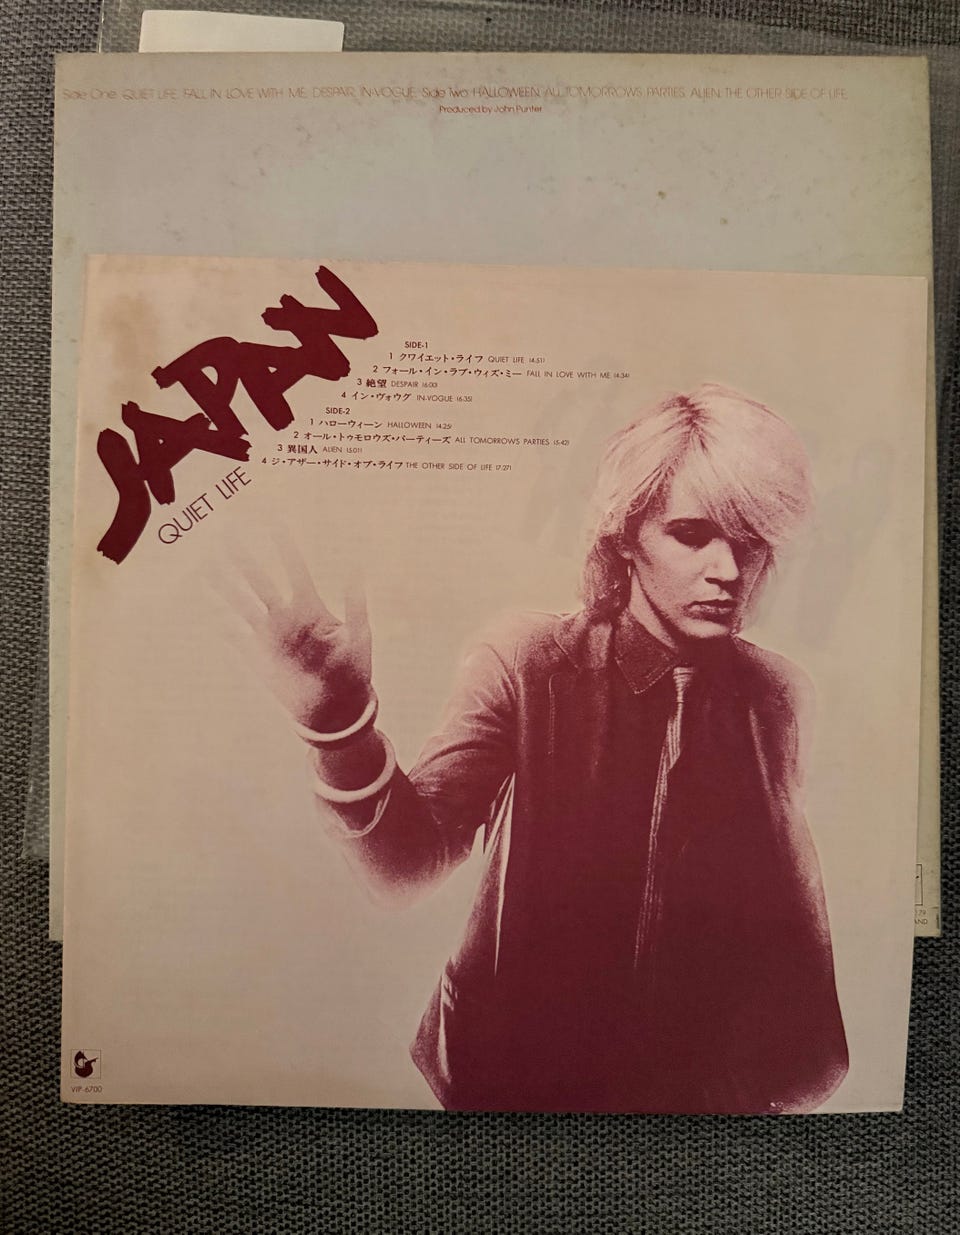 Side One: QUIET LIFE, FALL IN LOVE WITH ME, DESPAIR, IN-VOGUE, Side Two: HALLOWEEN, ALL TOMORROWS PARTIES, ALIEN, THE OTHER SIDE OF LIFE.
Produced by John Punter
JAPAN
QUIET LIFE
SIDE-1
1 クワイエット・ライフ QUIET LIFE (4:51)
2 フォール・イン・ラブ・ウィズ・ミー FALL IN LOVE WITH ME (4:34)
3 絶望 DESPAIR (6:00)
4 イン・ヴォウグ IN-VOGUE (6:35)
SIDE-2
1 ハローウィーン HALLOWEEN (4:25)
2 オール・トゥモロウズ・パーティーズ ALL TOMORROWS PARTIES (5:42)
3 異国人 ALIEN (5:01)
4 ジ・アザー・サイド・オブ・ライフ THE OTHER SIDE OF LIFE (7:27)
VIP-6700